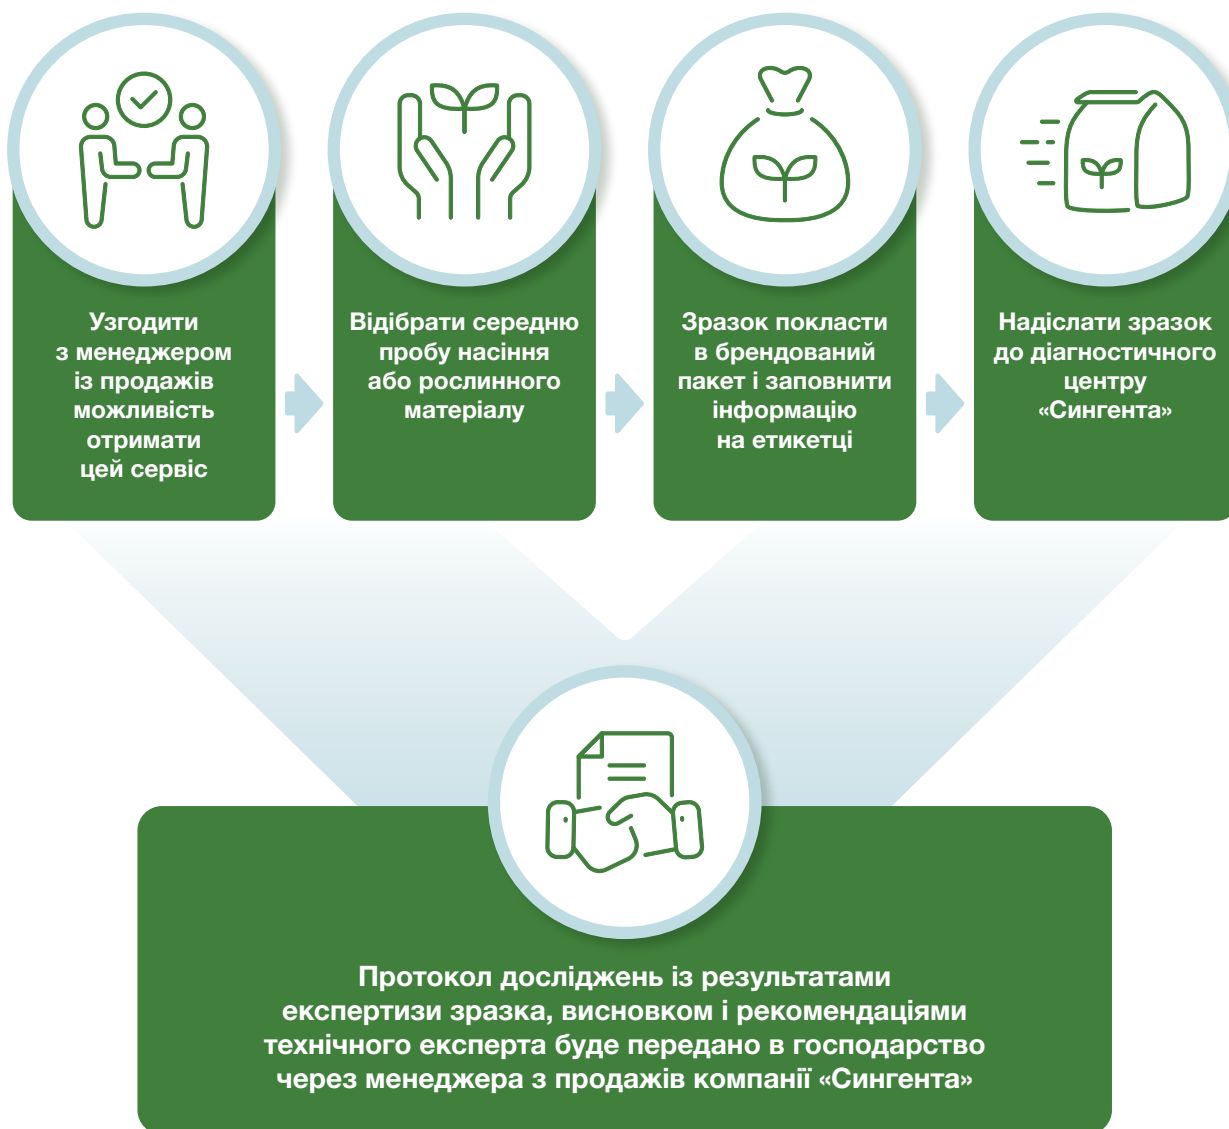 Узгодити
з менеджером
із продажів
можливість
отримати
цей сервіс
Відібрати середню
пробу насіння
або рослинного
матеріалу
Зразок покласти
в брендований
пакет і заповнити
інформацію
на етикетці
Надіслати зразок
до діагностичного
центру
«Сингента»
Протокол досліджень із результатами
експертизи зразка, висновком і рекомендаціями
технічного експерта буде передано в господарство
через менеджера з продажів компанії «Сингента»